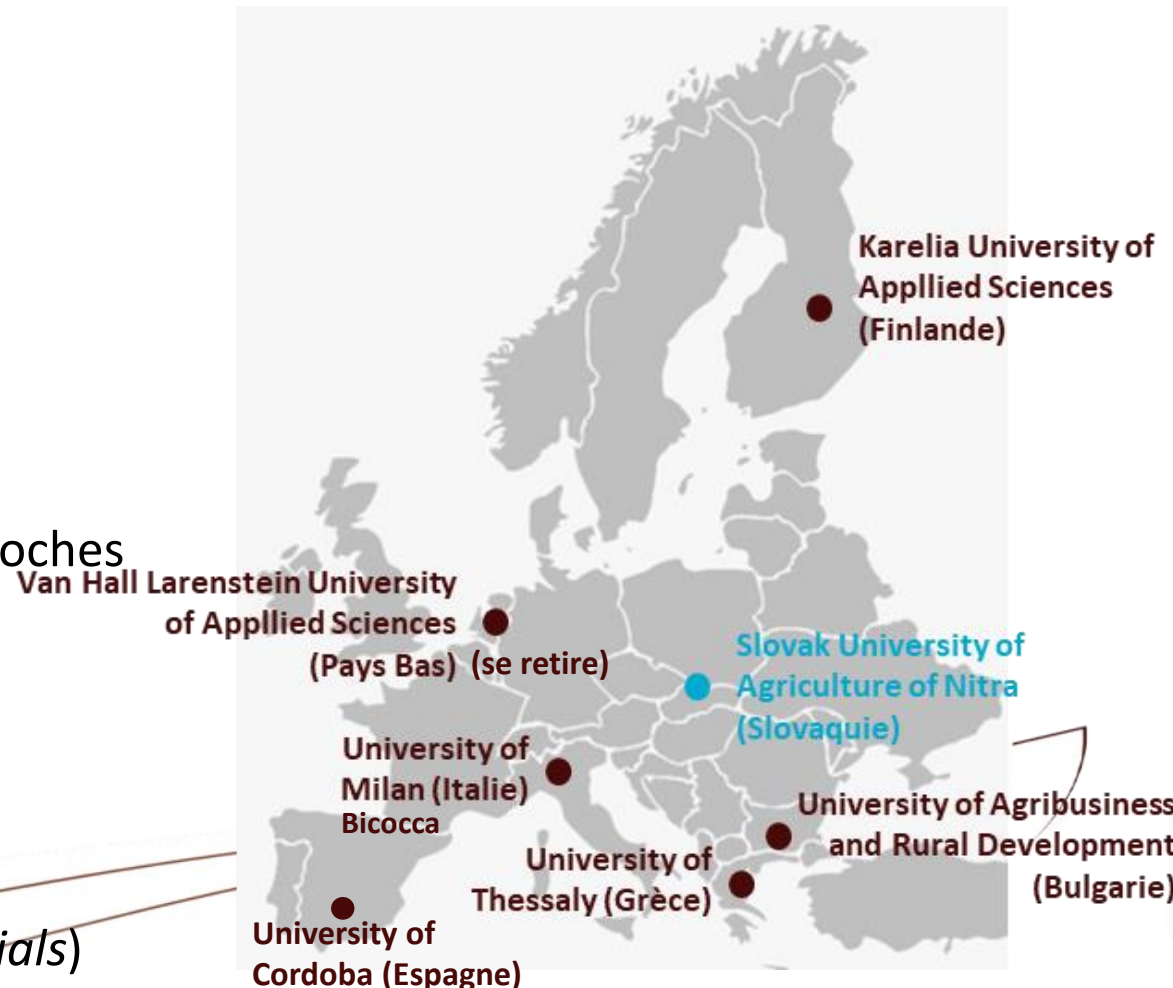 Karelia University of
Appllied Sciences
(Finlande)
oches
Van Hall Larenstein University
of Appllied Sciences
(Pays Bas) (se retire)
Slovak University of
Agriculture of Nitra
(Slovaquie)
University of
Milan (Italie)
Bicocca
University of Agribusiness
and Rural Development
(Bulgarie)
University of
Thessaly (Grèce)
University of
Cordoba (Espagne)
ials)